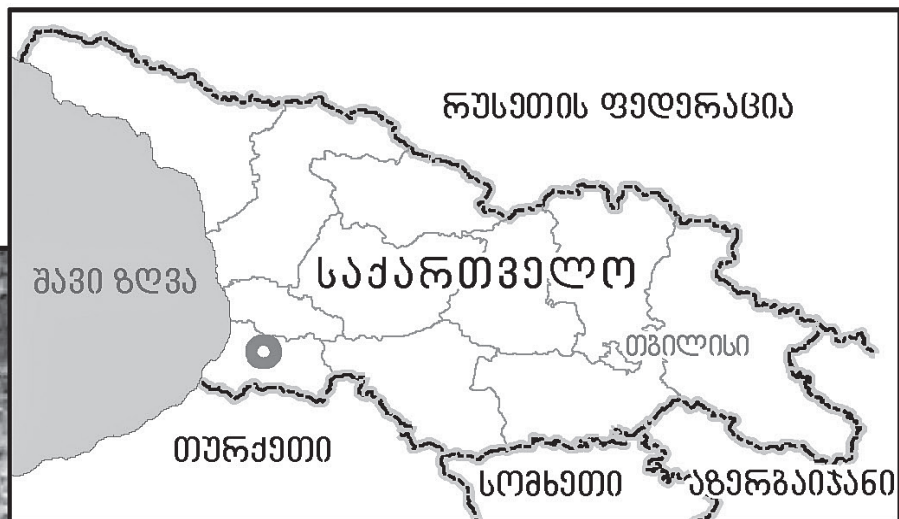 რუსეთის ფედერაცია
შავი ზღვა
საქართველო
თბილისი
თურქეთი
სომხეთი
აზერბაიჯანი